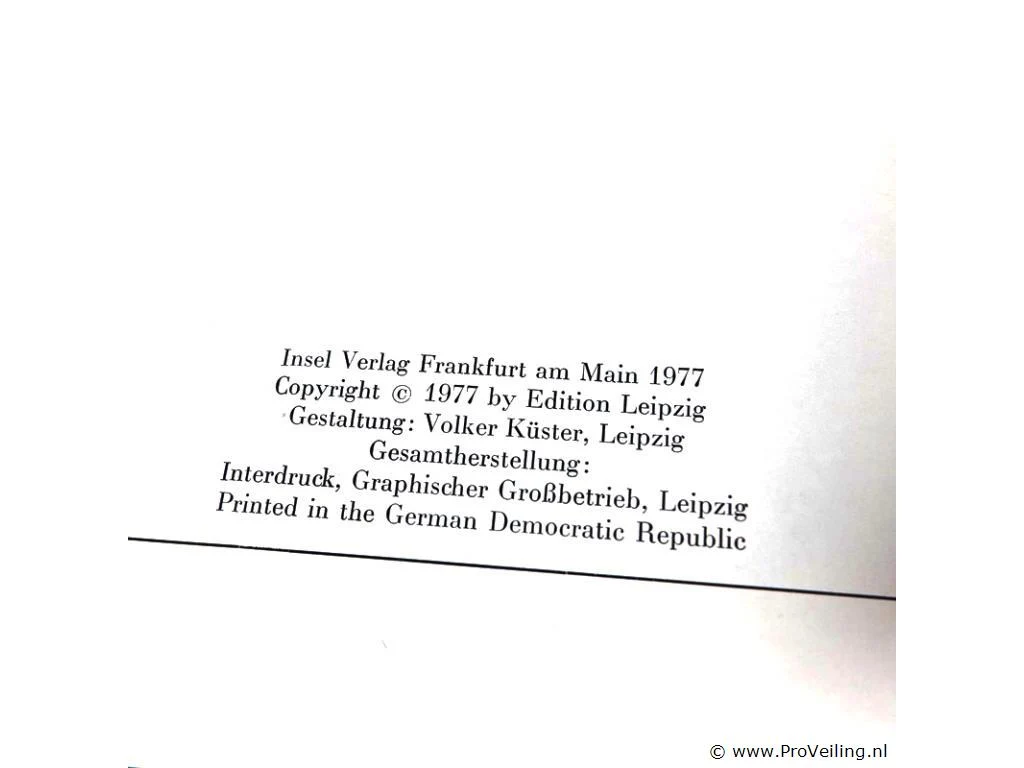 Insel Verlag Frankfurt am Main 1977
Copyright © 1977 by Edition Leipzig
Gestaltung: Volker Küster, Leipzig
Gesamtherstellung:
Interdruck, Graphischer Großbetrieb, Leipzig
Printed in the German Democratic Republic
© www.ProVeiling.nl